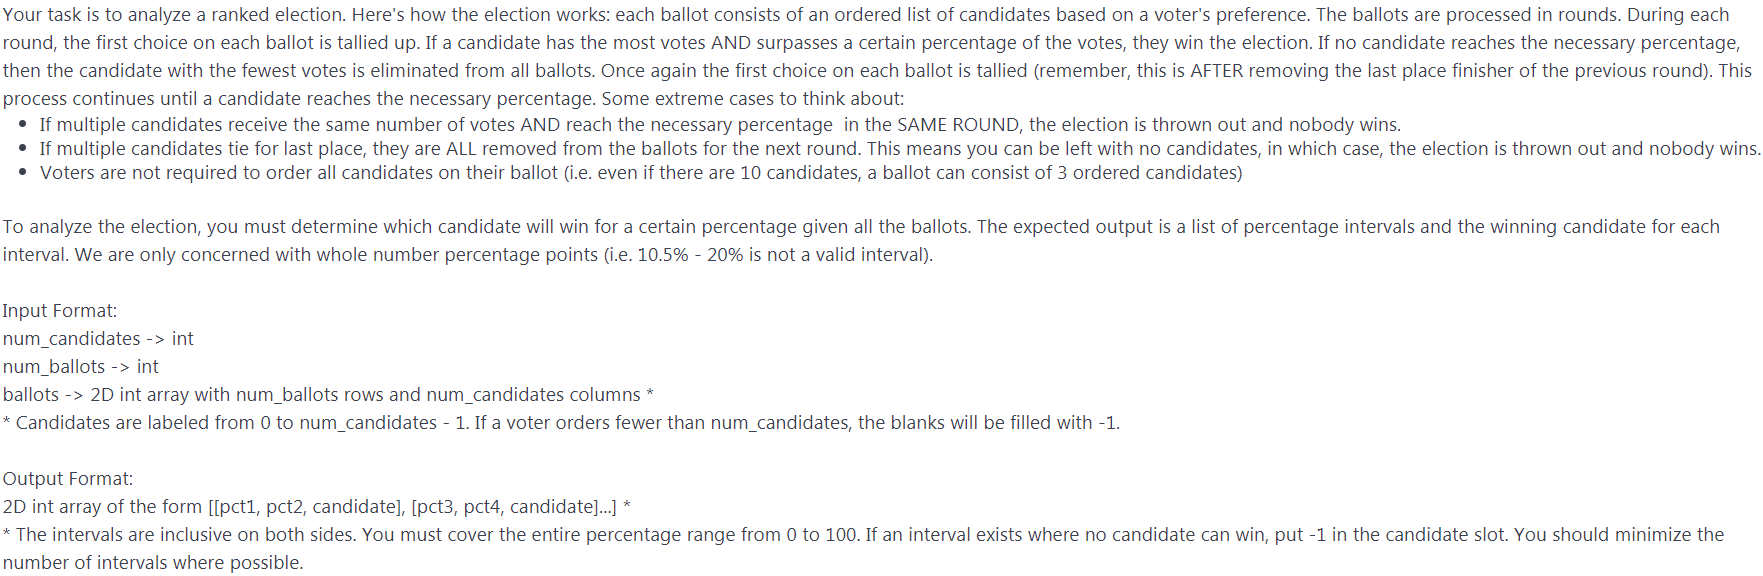 Your task is to analyze a ranked election. Here's how the election works: each ballot consists of an ordered list of candidates based on a voter's preference. The ballots are processed in rounds. During each
round, the first choice on each ballot is tallied up. If a candidate has the most votes AND surpasses a certain percentage of the votes, they win the election. If no candidate reaches the necessary percentage,
then the candidate with the fewest votes is eliminated from all ballots. Once again the first choice on each ballot is tallied (remember, this is AFTER removing the last place finisher of the previous round). This
process continues until a candidate reaches the necessary percentage. Some extreme cases to think about:
• If multiple candidates receive the same number of votes AND reach the necessary percentage  in the SAME ROUND, the election is thrown out and nobody wins.
• If multiple candidates tie for last place, they are ALL removed from the ballots for the next round. This means you can be left with no candidates, in which case, the election is thrown out and nobody wins.
• Voters are not required to order all candidates on their ballot (i.e. even if there are 10 candidates, a ballot can consist of 3 ordered candidates)
To analyze the election, you must determine which candidate will win for a certain percentage given all the ballots. The expected output is a list of percentage intervals and the winning candidate for each
interval. We are only concerned with whole number percentage points (i.e. 10.5% - 20% is not a valid interval).
Input Format:
num_candidates -> int
num_ballots -> int
ballots -> 2D int array with num_ballots rows and num_candidates columns *
* Candidates are labeled from 0 to num_candidates - 1. If a voter orders fewer than num_candidates, the blanks will be filled with -1.
Output Format:
2D int array of the form [[pct1, pct2, candidate], [pct3, pct4, candidate]...] *
* The intervals are inclusive on both sides. You must cover the entire percentage range from 0 to 100. If an interval exists where no candidate can win, put -1 in the candidate slot. You should minimize the
number of intervals where possible.